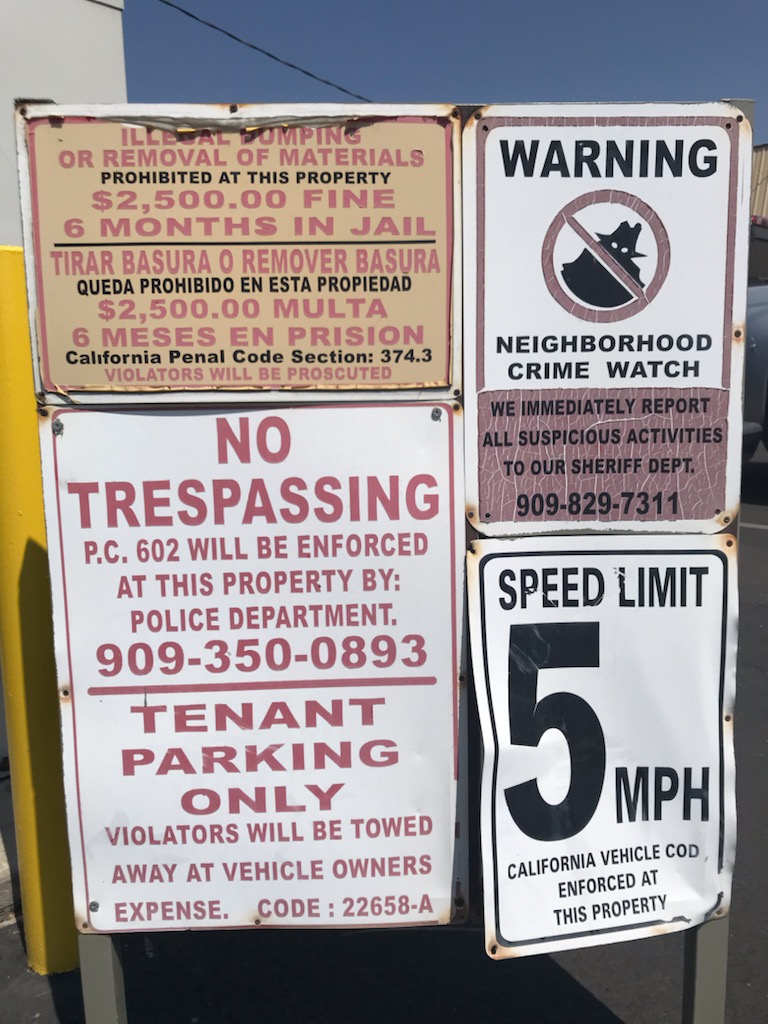 ILLEGAL DUMPING
OR REMOVAL OF MATERIALS
PROHIBITED AT THIS PROPERTY
$2,500.00 FINE
6 MONTHS IN JAIL
TIRAR BASURA O REMOVER BASURA
QUEDA PROHIBIDO EN ESTA PROPIEDAD
$2,500.00 MULTA
6 MESES EN PRISION
California Penal Code Section: 374.3
VIOLATORS WILL BE PROSCUTED
NO
TRESPASSING
P.C. 602 WILL BE ENFORCED
AT THIS PROPERTY BY:
POLICE DEPARTMENT.
909-350-0893
TENANT
PARKING
ONLY
VIOLATORS WILL BE TOWED
AWAY AT VEHICLE OWNERS
EXPENSE. CODE : 22658-A
WARNING
NEIGHBORHOOD
CRIME WATCH
WE IMMEDIATELY REPORT
ALL SUSPICIOUS ACTIVITIES
TO OUR SHERIFF DEPT.
909-829-7311
SPEED LIMIT
5 MPH
CALIFORNIA VEHICLE COD
ENFORCED AT
THIS PROPERTY